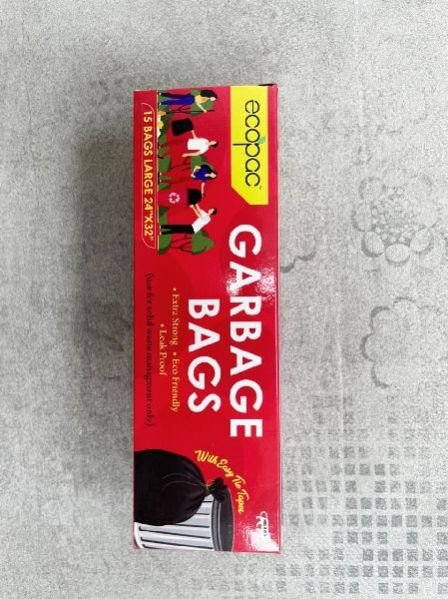 ecopac
15 BAGS LARGE 24"X32"
GARBAGE
BAGS
• Extra Strong • Eco Friendly
• Leak Proof
(use for solid waste managment only)
With Easy Tie Tapes